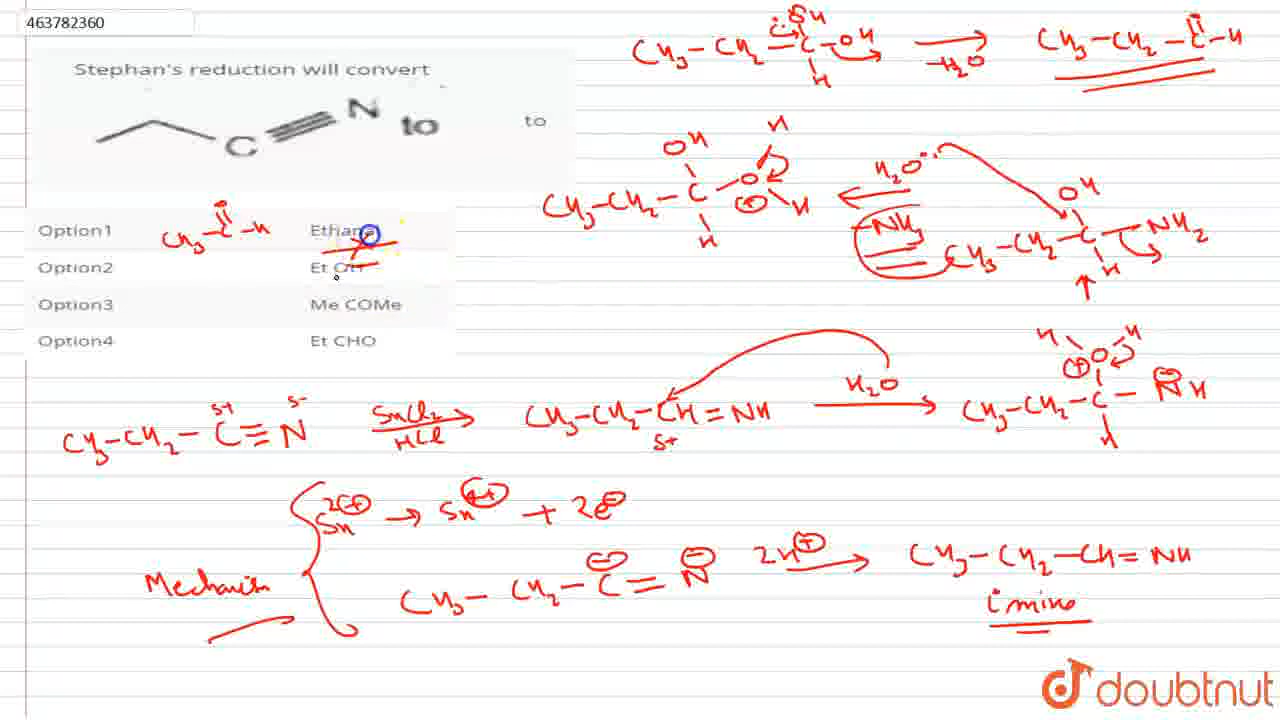 463782360
Stephan's reduction will convert
C≡N to to
Option1 Ethana
Option2 Et
Option3 Me COMe
Option4 Et CHO
CH3-C-H
O
CH3-CH2-C-OH
H
-H2O
CH3-CH2-C-H
OH
CH3-CH2-C-O-H
H
H
⊕
H
H2O
-NH3
OH
CH3-CH2-C-NH2
H
CH3-CH2-C≡N
δ+ δ-
SnCl2
HCl
CH3-CH2-CH=NH
δ+
H2O
H H
⊕ O
CH3-CH2-C-NH
⊖
H
Mechanism
Sn2⊕ → Sn4+ + 2e⊖
CH3-CH2-C=N
⊖ ⊖
2H⊕
CH3-CH2-CH=NH
imine
doubtnut